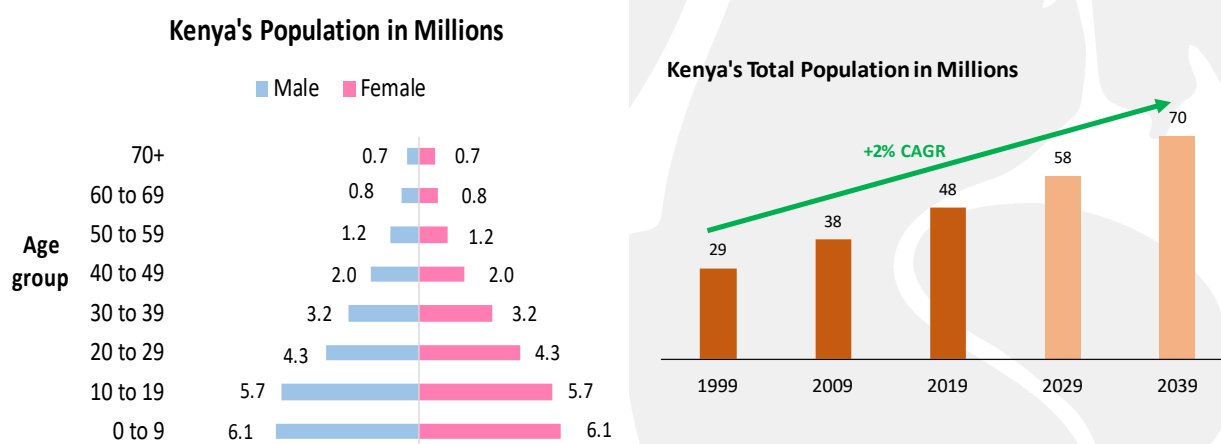 Kenya's Population in Millions
Male Female
Age group
70+ 0.7 0.7
60 to 69 0.8 0.8
50 to 59 1.2 1.2
40 to 49 2.0 2.0
30 to 39 3.2 3.2
20 to 29 4.3 4.3
10 to 19 5.7 5.7
0 to 9 6.1 6.1
Kenya's Total Population in Millions
+2% CAGR
29 38 48 58 70
1999 2009 2019 2029 2039